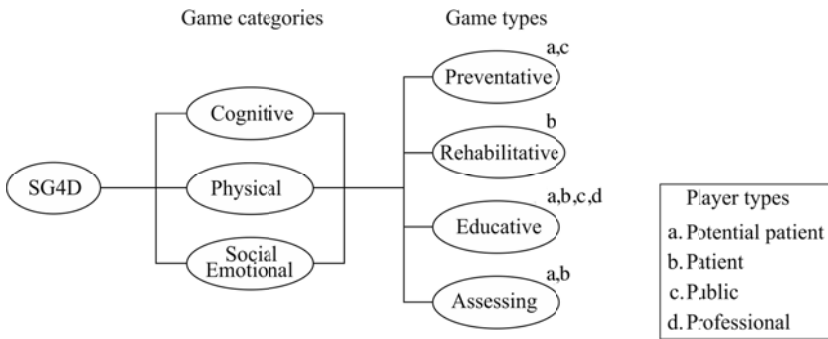 Game categories
Game types
a,c
Preventative
Cognitive
b
Rehabilitative
SG4D
Physical
Player types
a,b,c,d
Educative
a. Potential patient
Social
Emotional
b. Patient
a,b
Assessing
c. Public
d. Professional